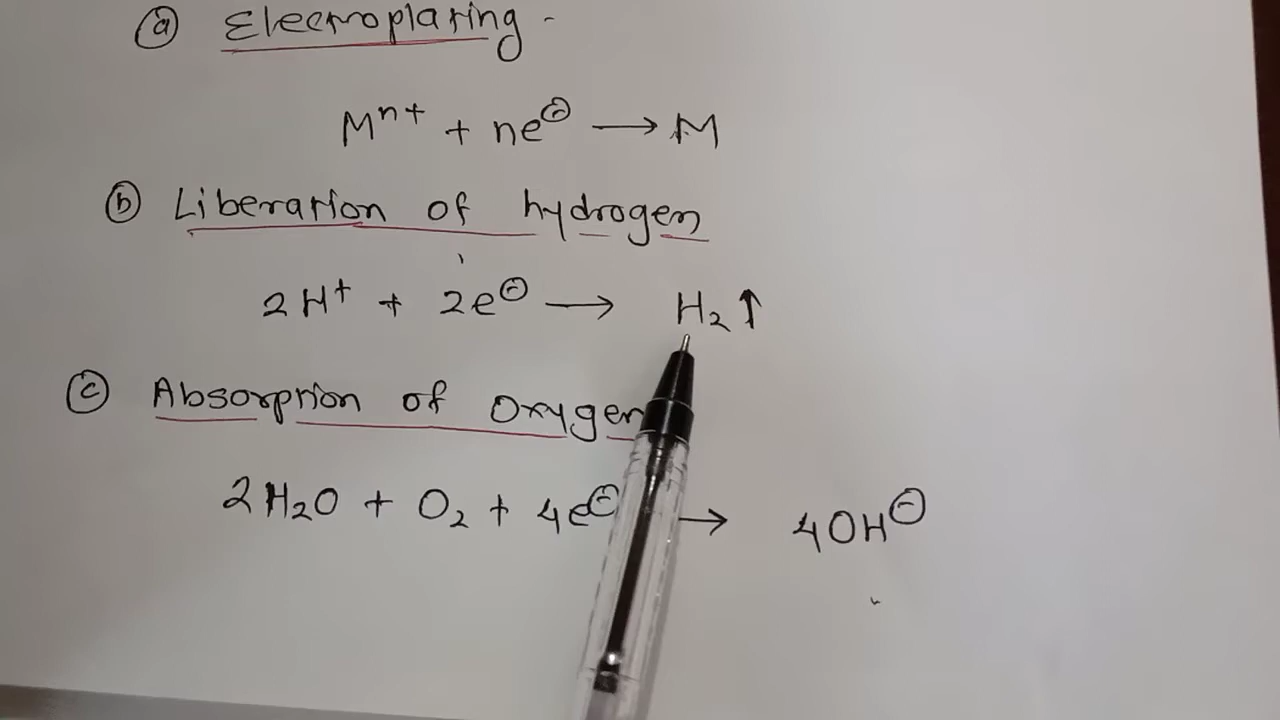 ⓐ Electroplating -
Mⁿ⁺ + ne⊖ → M
ⓑ Liberation of hydrogen
2H⁺ + 2e⊖ → H₂↑
ⓒ Absorption of Oxygen
2H₂O + O₂ + 4e⊖ → 4OH⊖